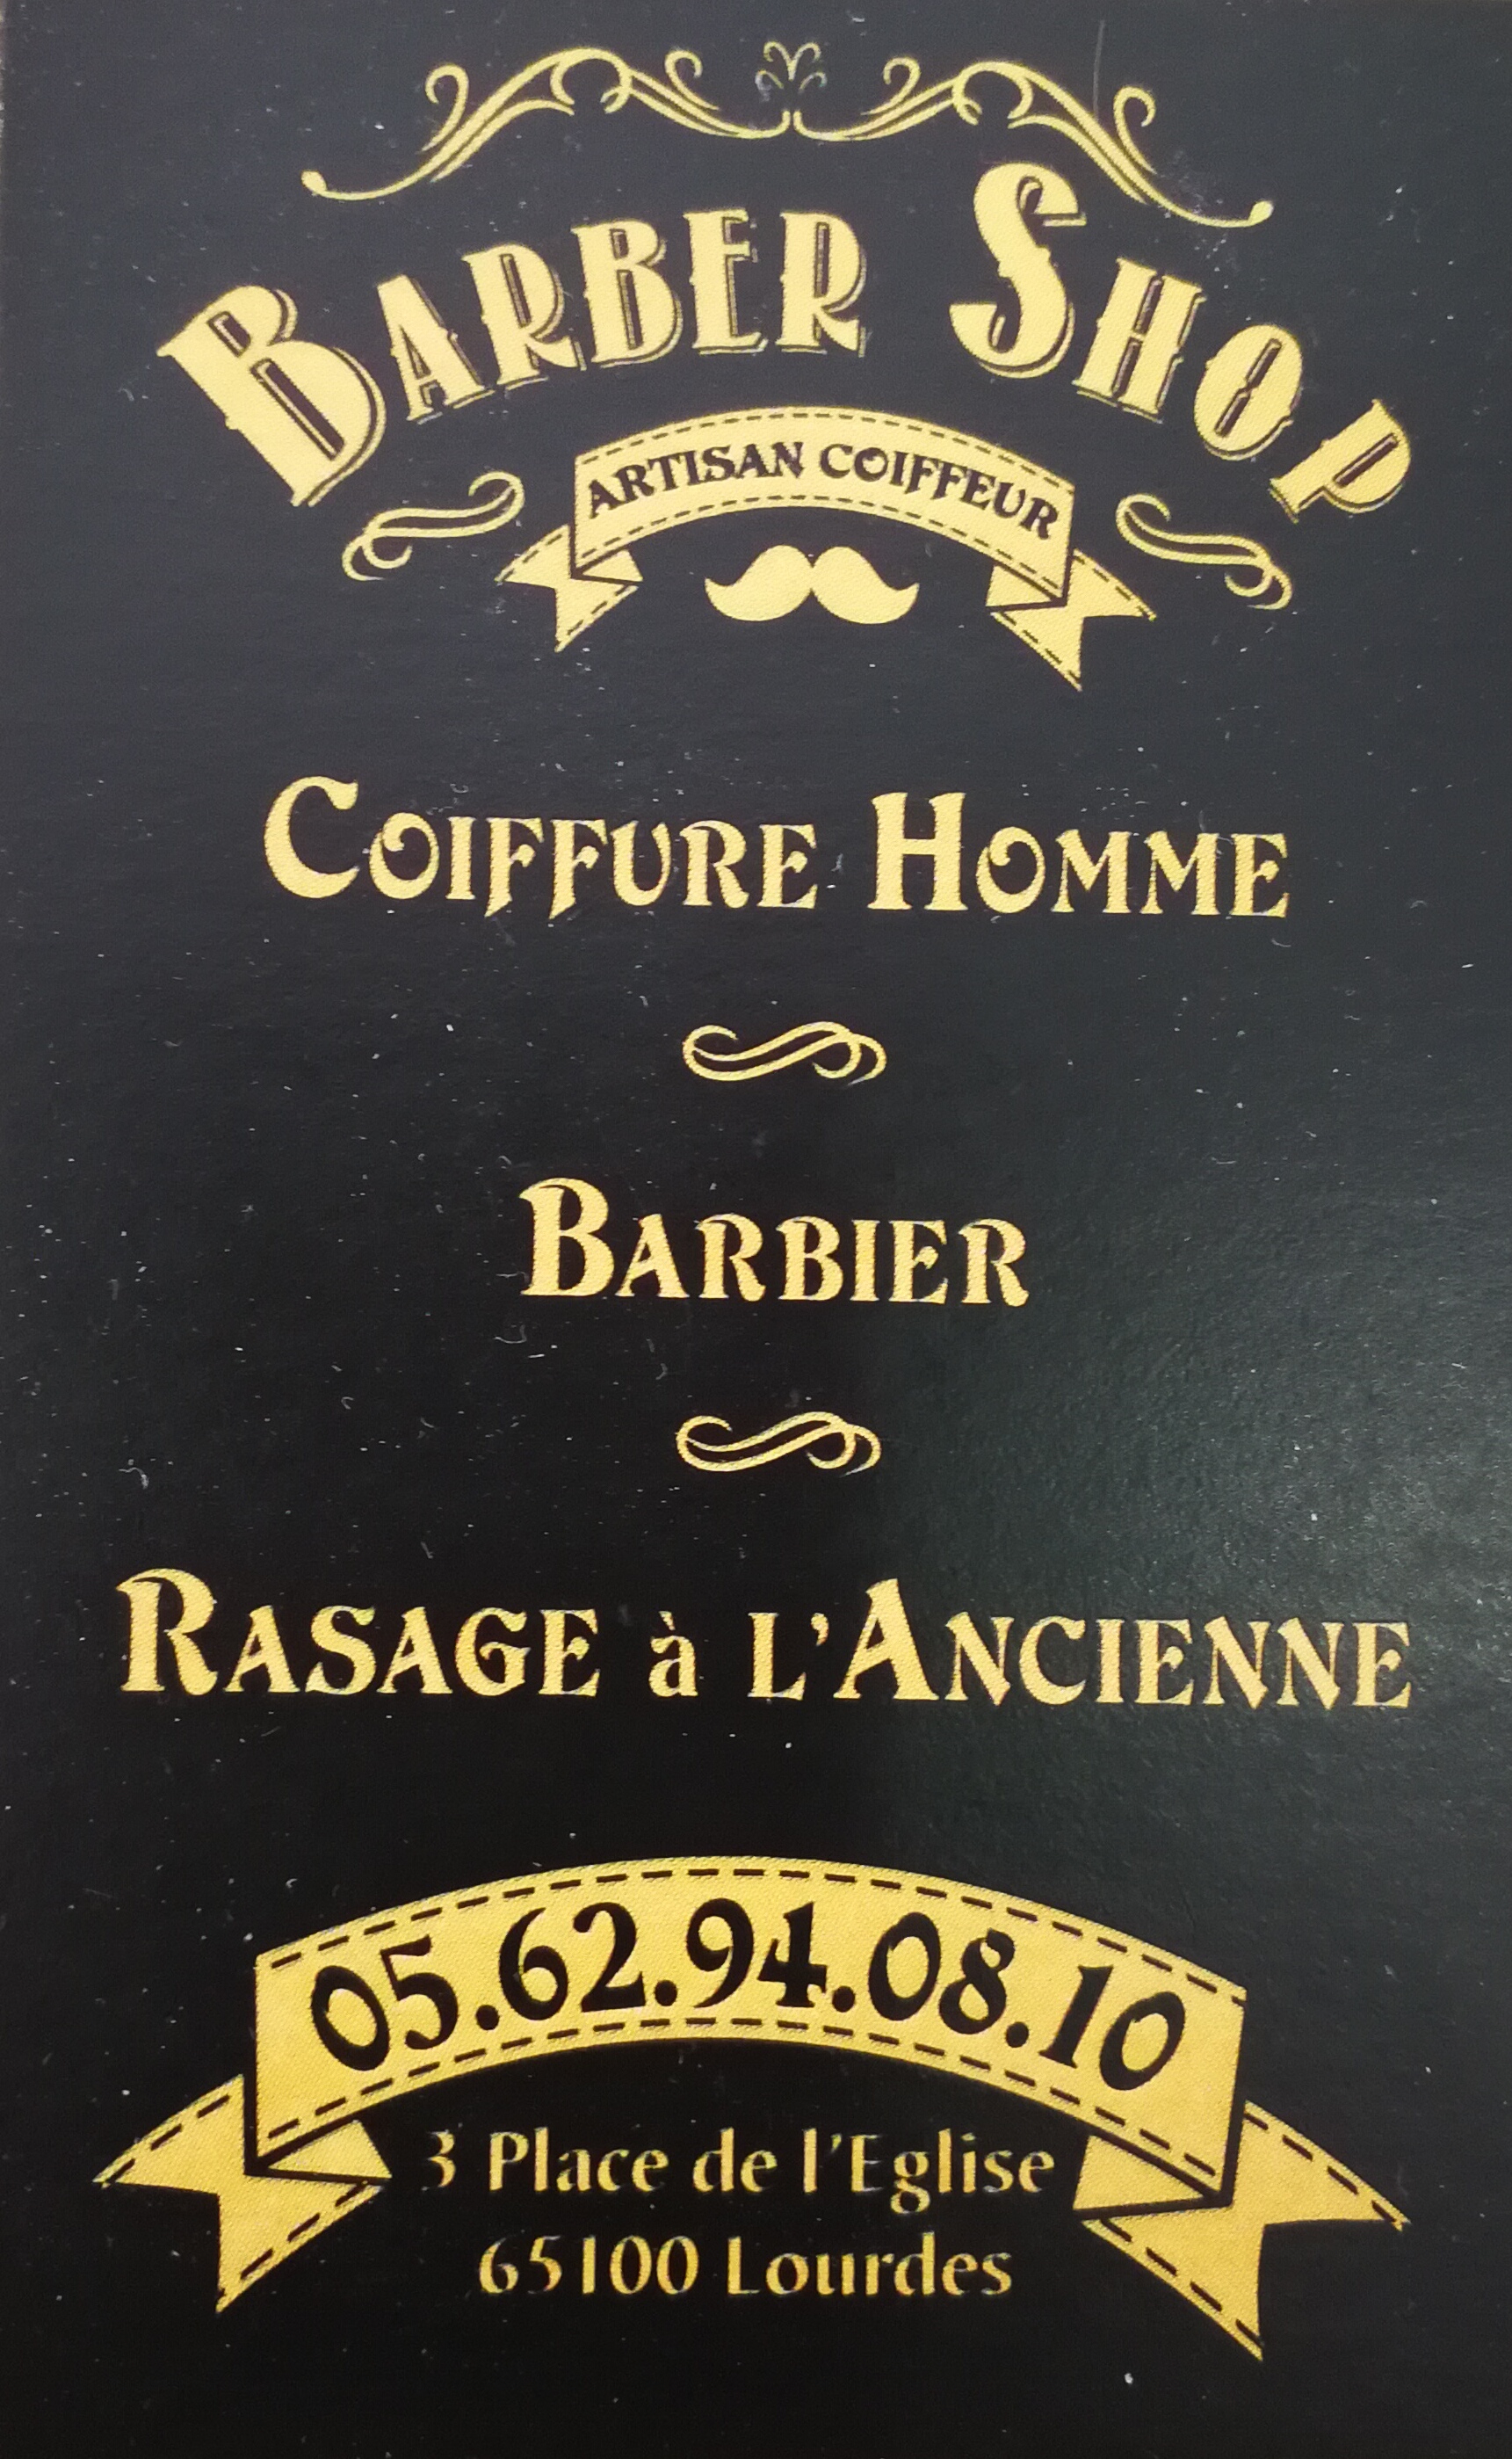 BARBER SHOP
ARTISAN COIFFEUR
COIFFURE HOMME
BARBIER
RASAGE à L'ANCIENNE
05.62.94.08.10
3 Place de l'Eglise
65100 Lourdes